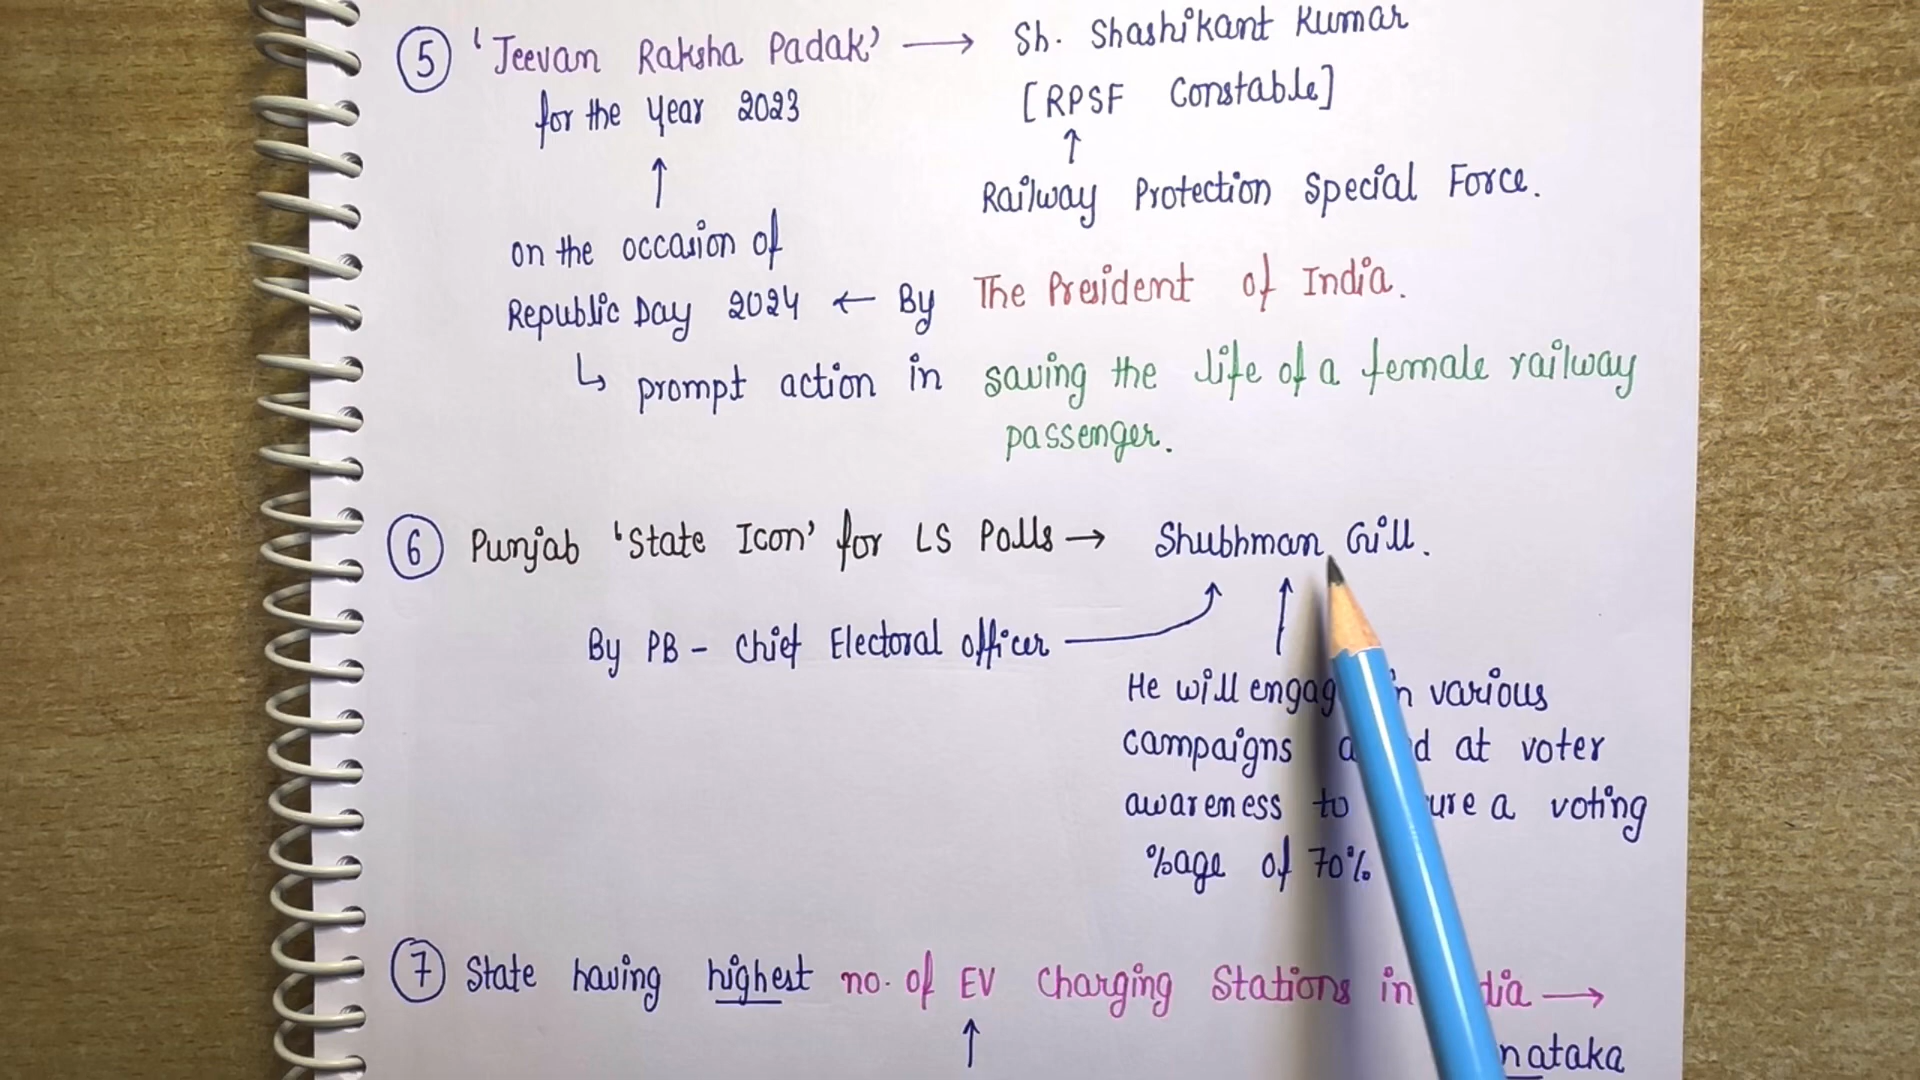 5 'Jeevan Raksha Padak' → Sh. Shashikant Kumar
for the year 2023 [RPSF Constable]
↑ ↑
Railway Protection Special Force.
on the occasion of
Republic Day 2024 ← By The President of India.
↳ prompt action in saving the life of a female railway
passenger.
6 Punjab 'State Icon' for LS Polls → Shubhman Gill.
By PB - Chief Electoral officer
He will engag n various
campaigns a d at voter
awareness to ure a voting
%age of 70%
7 State having highest no. of EV Charging Stations in dia →
↑ nataka